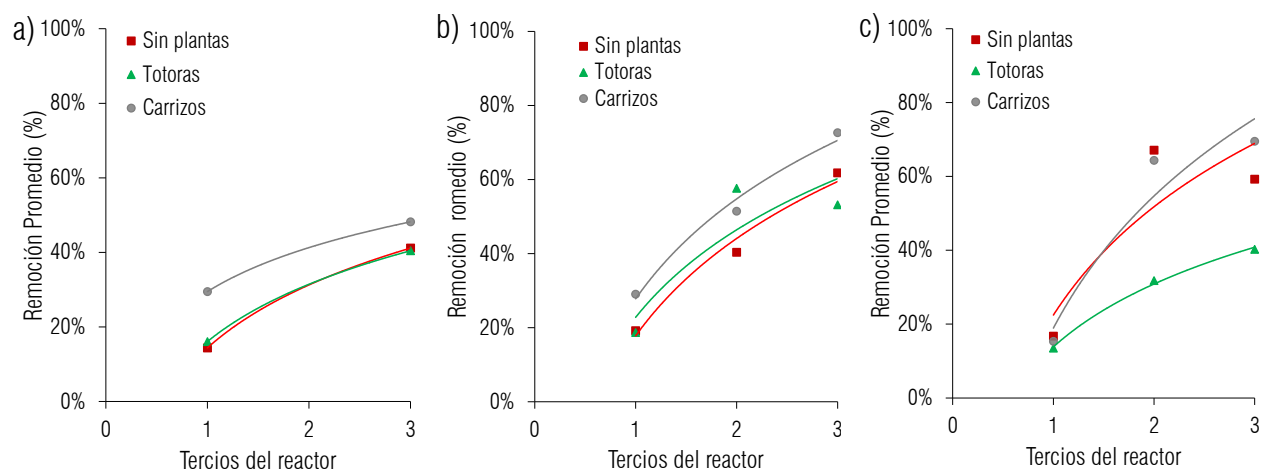 a)
Remoción Promedio (%)
100%
80%
60%
40%
20%
0%
Sin plantas
Totoras
Carrizos
0 1 2 3
Tercios del reactor
b)
Remoción romedio (%)
100%
80%
60%
40%
20%
0%
Sin plantas
Totoras
Carrizos
0 1 2 3
Tercios del reactor
c)
Remoción Promedio (%)
100%
80%
60%
40%
20%
0%
Sin plantas
Totoras
Carrizos
0 1 2 3
Tercios del reactor